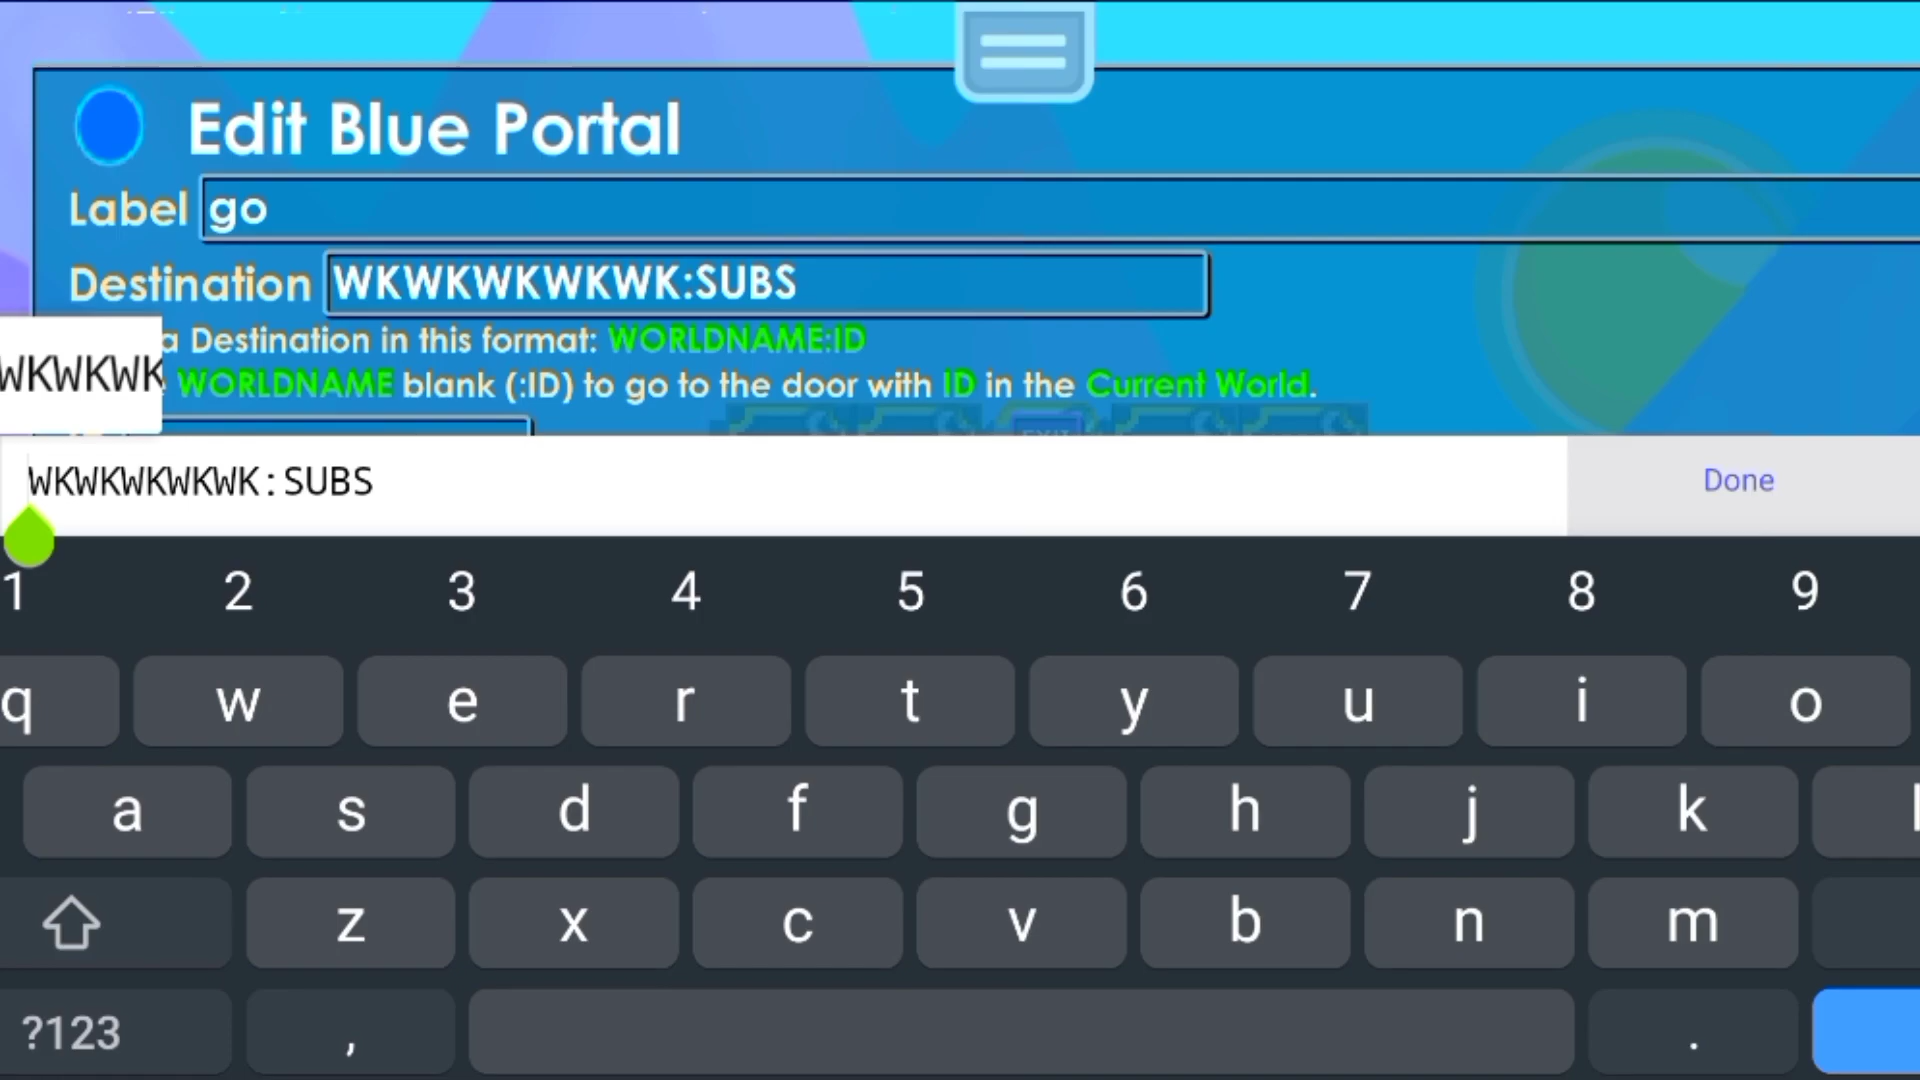 Edit Blue Portal
Label go
Destination WKWKWKWKWK:SUBS
a Destination in this format: WORLDNAME:ID
WKWKWK
WORLDNAME blank (:ID) to go to the door with ID in the Current World.
EXIT
WKWKWKWKWK:SUBS Done
1 2 3 4 5 6 7 8 9
q w e r t y u i o
a s d f g h j k l
z x c v b n m
?123 , .